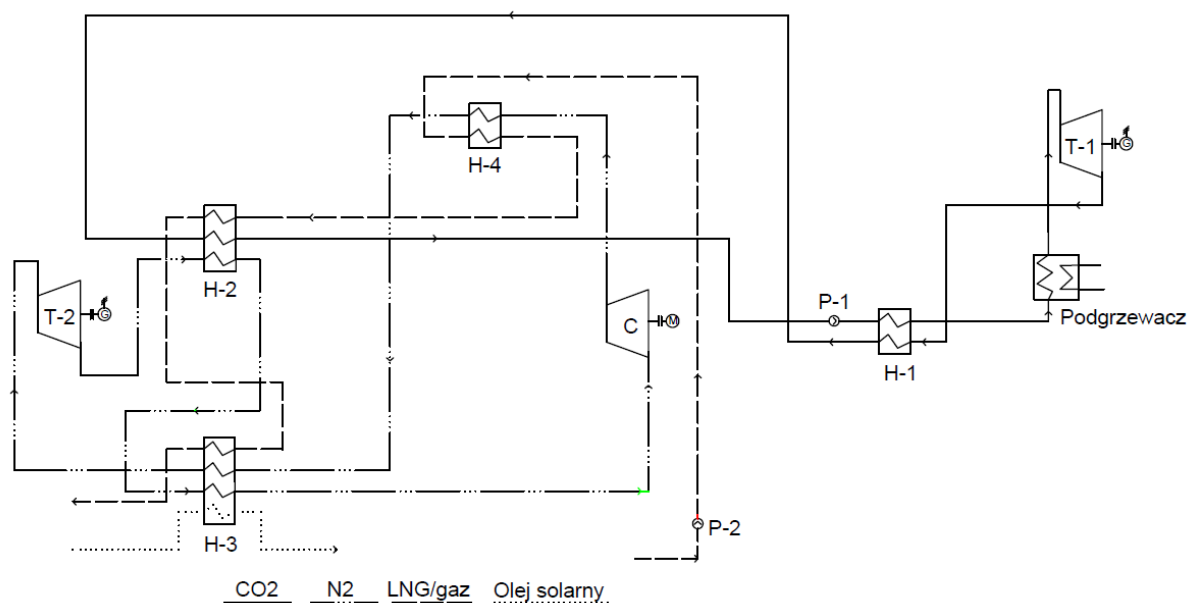 H-4
T-1
G
H-2
T-2
G
C
M
P-1
H-1
Podgrzewacz
H-3
P-2
CO2 N2 LNG/gaz Olej solarny